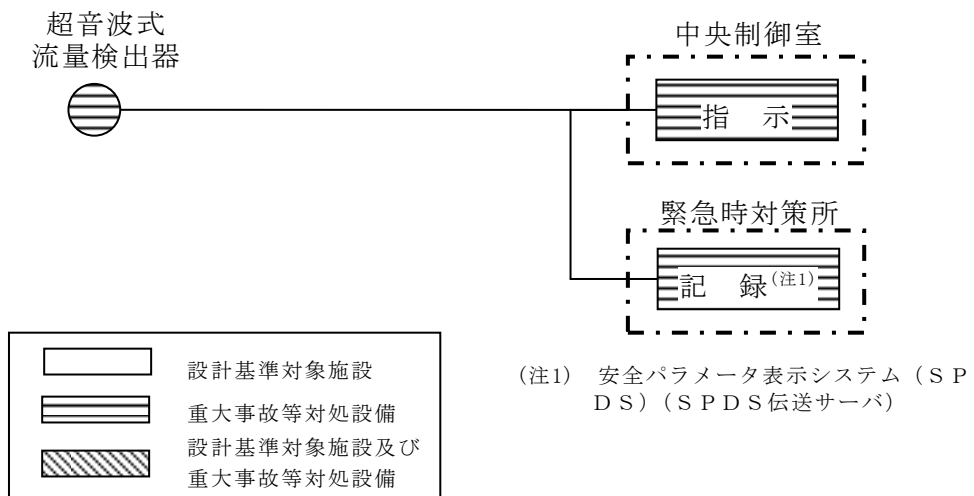 超音波式
流量検出器
中央制御室
指　示
緊急時対策所
記　録(注1)
設計基準対象施設
重大事故等対処設備
設計基準対象施設及び
重大事故等対処設備
(注1)　安全パラメータ表示システム（ＳＰ
ＤＳ）（ＳＰＤＳ伝送サーバ）